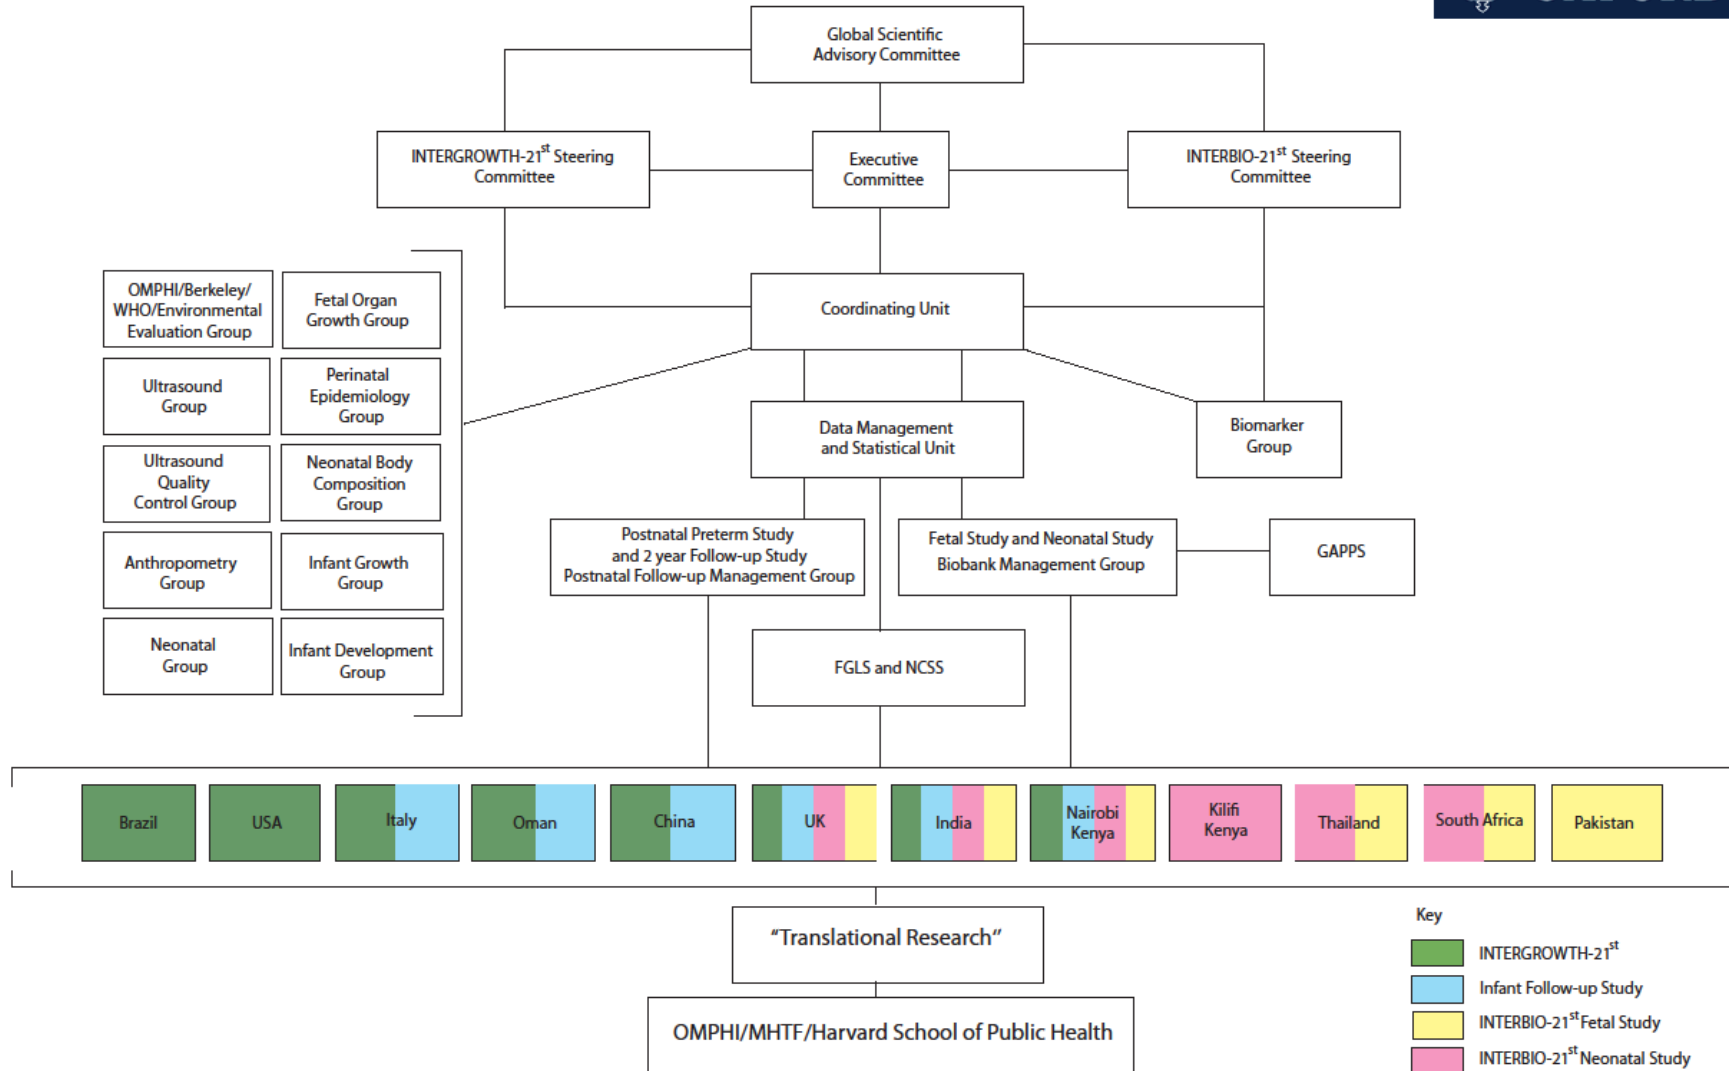 Global Scientific
Advisory Committee
INTERGROWTH-21st Steering
Committee
Executive
Committee
INTERBIO-21st Steering
Committee
OMPHI/Berkeley/
WHO/Environmental
Evaluation Group
Fetal Organ
Growth Group
Coordinating Unit
Ultrasound
Group
Perinatal
Epidemiology
Group
Data Management
and Statistical Unit
Biomarker
Group
Ultrasound
Quality
Control Group
Neonatal Body
Composition
Group
Anthropometry
Group
Infant Growth
Group
Postnatal Preterm Study
and 2 year Follow-up Study
Postnatal Follow-up Management Group
Fetal Study and Neonatal Study
Biobank Management Group
GAPPS
Neonatal
Group
Infant Development
Group
FGLS and NCSS
Brazil
USA
Italy
Oman
China
UK
India
Nairobi
Kenya
Kilifi
Kenya
Thailand
South Africa
Pakistan
"Translational Research"
OMPHI/MHTF/Harvard School of Public Health
Key
INTERGROWTH-21st
Infant Follow-up Study
INTERBIO-21st Fetal Study
INTERBIO-21st Neonatal Study